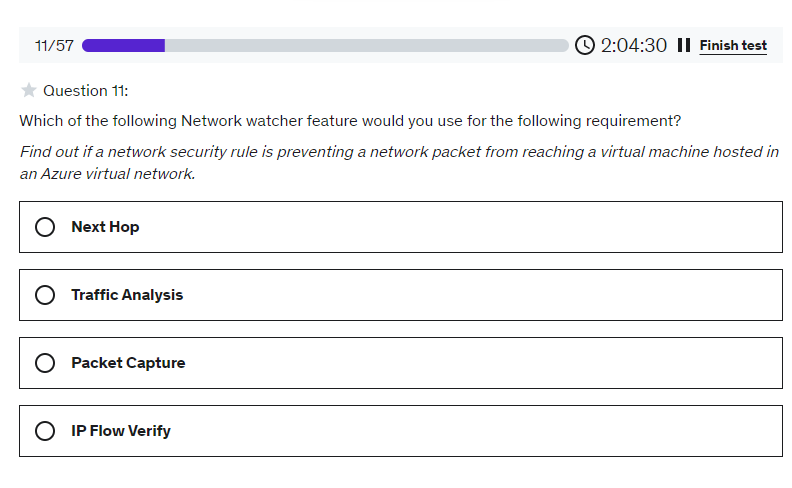 11/57 2:04:30 Finish test
Question 11:
Which of the following Network watcher feature would you use for the following requirement?
Find out if a network security rule is preventing a network packet from reaching a virtual machine hosted in
an Azure virtual network.
Next Hop
Traffic Analysis
Packet Capture
IP Flow Verify